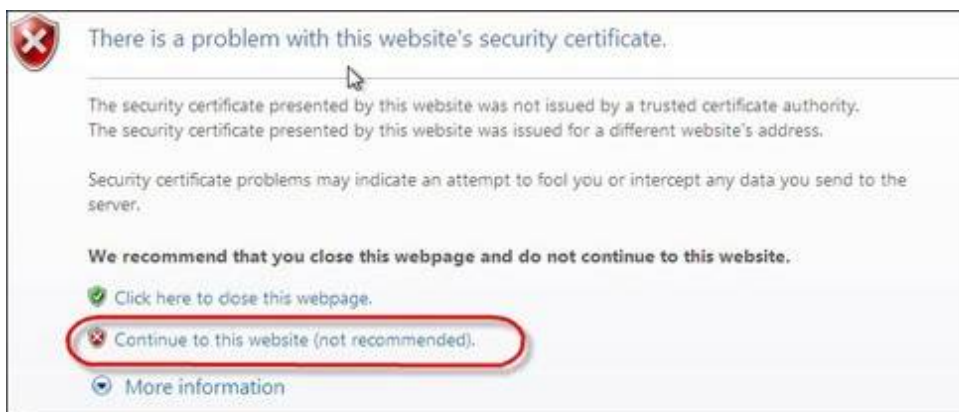 There is a problem with this website's security certificate.
The security certificate presented by this website was not issued by a trusted certificate authority.
The security certificate presented by this website was issued for a different website's address.
Security certificate problems may indicate an attempt to fool you or intercept any data you send to the
server.
We recommend that you close this webpage and do not continue to this website.
Click here to close this webpage.
Continue to this website (not recommended).
More information